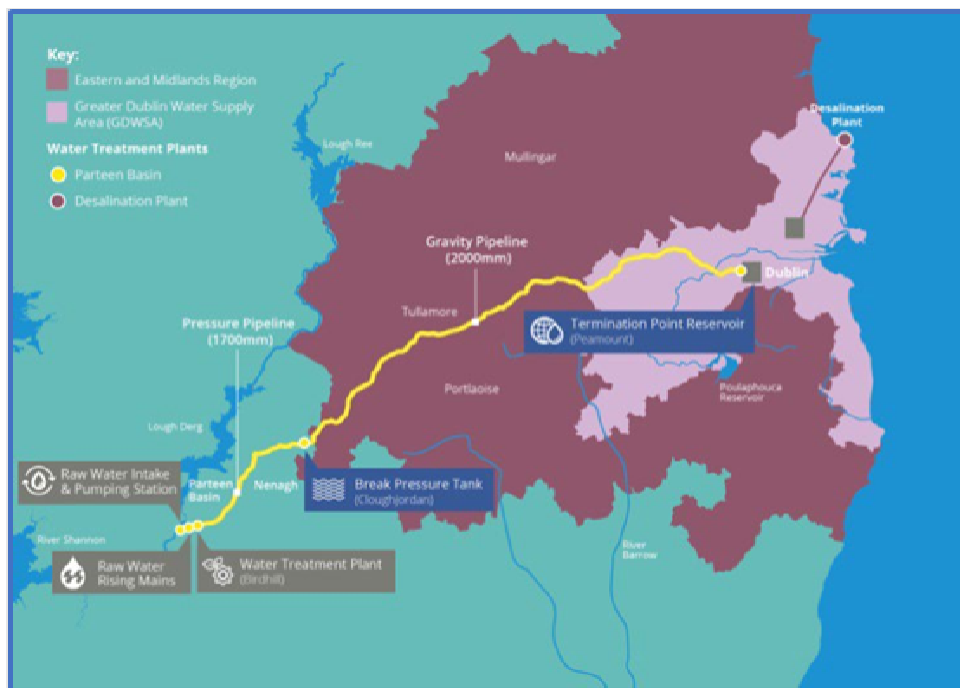 Key:
Eastern and Midlands Region
Greater Dublin Water Supply
Area (GDWSA)
Water Treatment Plants
Parteen Basin
Desalination Plant
Lough Ree
Mullingar
Desalination
Plant
Gravity Pipeline
(2000mm)
Tullamore
Dublin
Termination Point Reservoir
(Peamount)
Pressure Pipeline
(1700mm)
Portlaoise
Poulaphouca
Reservoir
Lough Derg
Raw Water Intake
& Pumping Station
Parteen
Basin
Nenagh
Break Pressure Tank
(Cloughjordan)
River Shannon
Raw Water
Rising Mains
Water Treatment Plant
(Birdhill)
River
Barrow